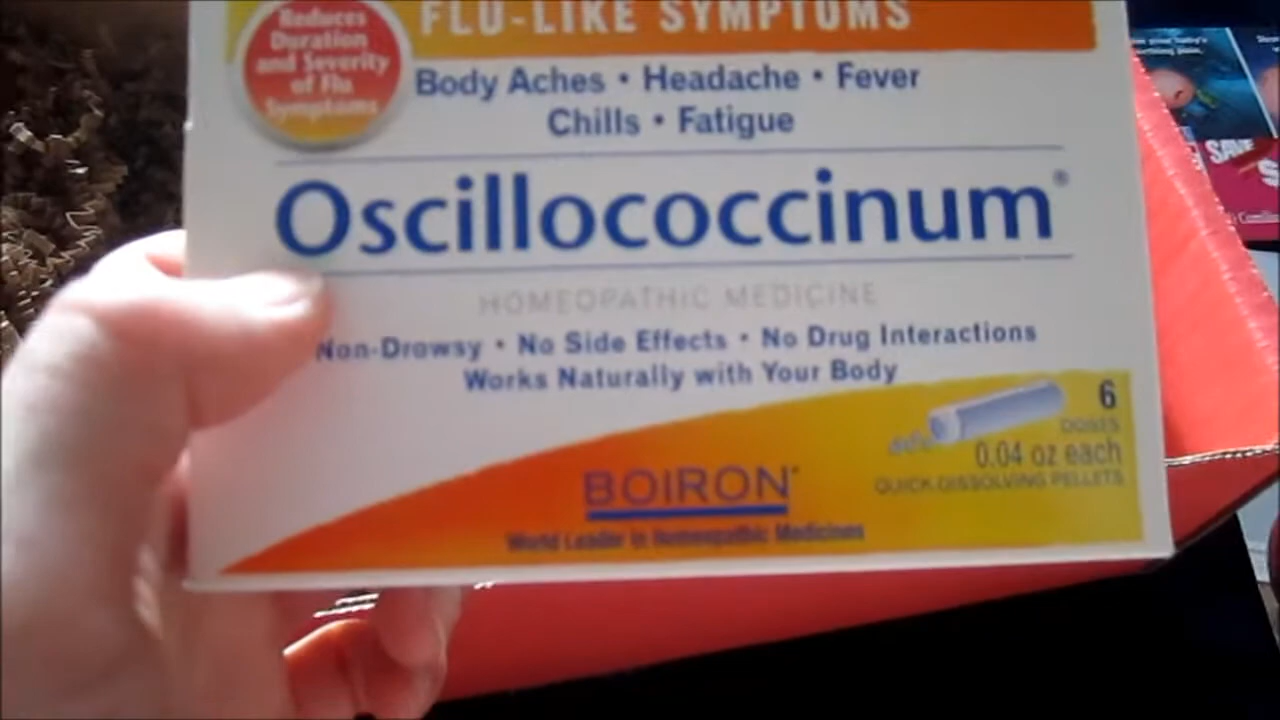 FLU-LIKE SYMPTOMS
Reduces
Duration
and Severity
of Flu
Symptoms
Body Aches • Headache • Fever
Chills • Fatigue
Oscillococcinum®
HOMEOPATHIC MEDICINE
Non-Drowsy • No Side Effects • No Drug Interactions
Works Naturally with Your Body
6
DOSES
0.04 oz each
QUICK-DISSOLVING PELLETS
BOIRON
World Leader in Homeopathic Medicines
SAVE